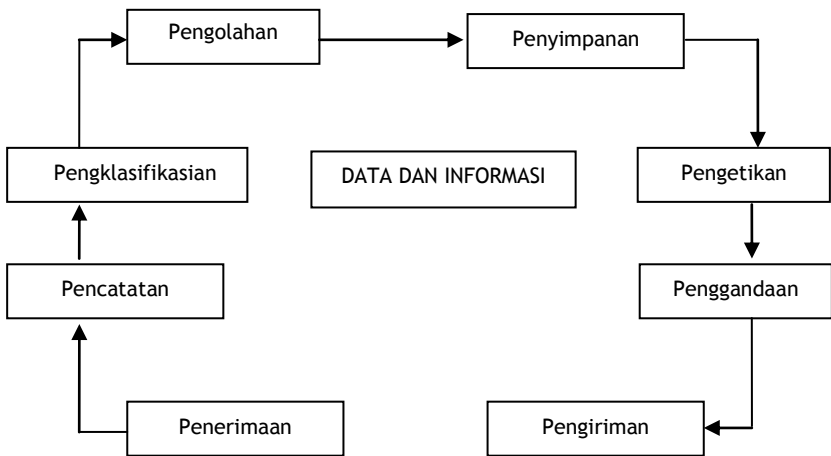 Pengolahan
Penyimpanan
Pengklasifikasian
DATA DAN INFORMASI
Pengetikan
Pencatatan
Penggandaan
Penerimaan
Pengiriman